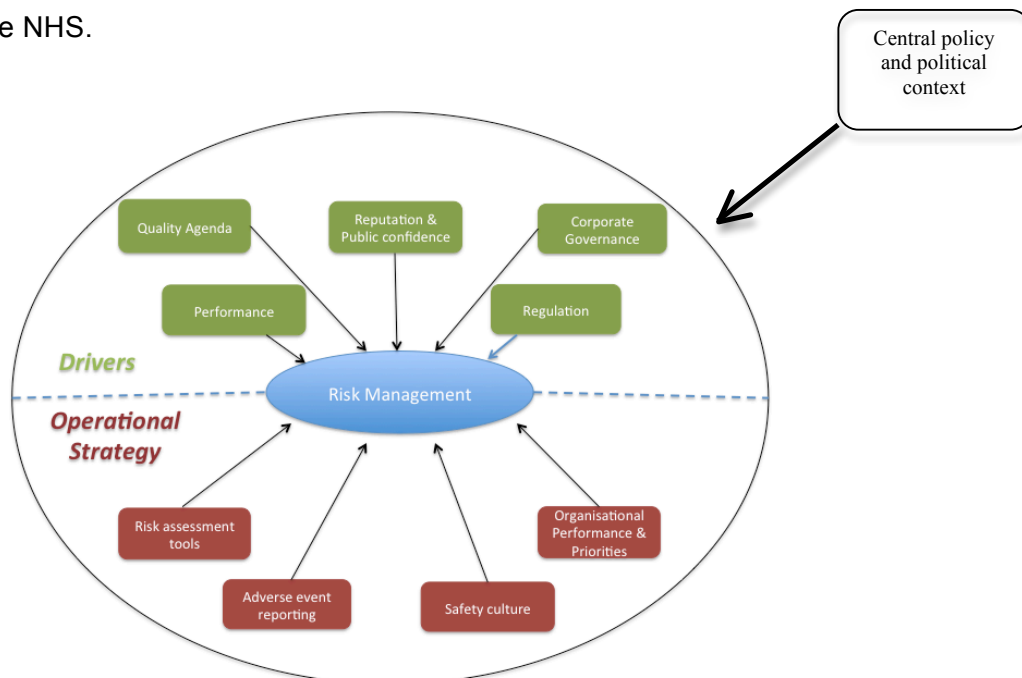 e NHS.
Central policy
and political
context
Quality Agenda
Reputation &
Public confidence
Corporate
Governance
Performance
Regulation
Drivers
Risk Management
Operational
Strategy
Risk assessment
tools
Organisational
Performance &
Priorities
Adverse event
reporting
Safety culture